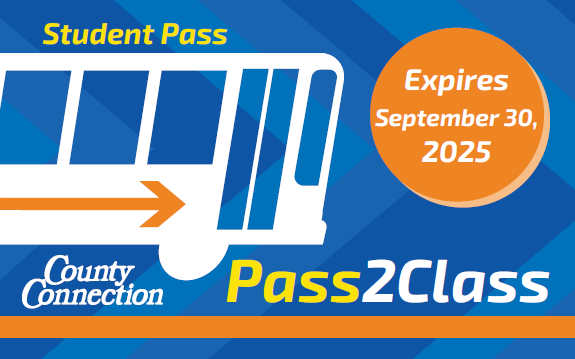 Student Pass
Expires
September 30,
2025
County
Connection
Pass2Class